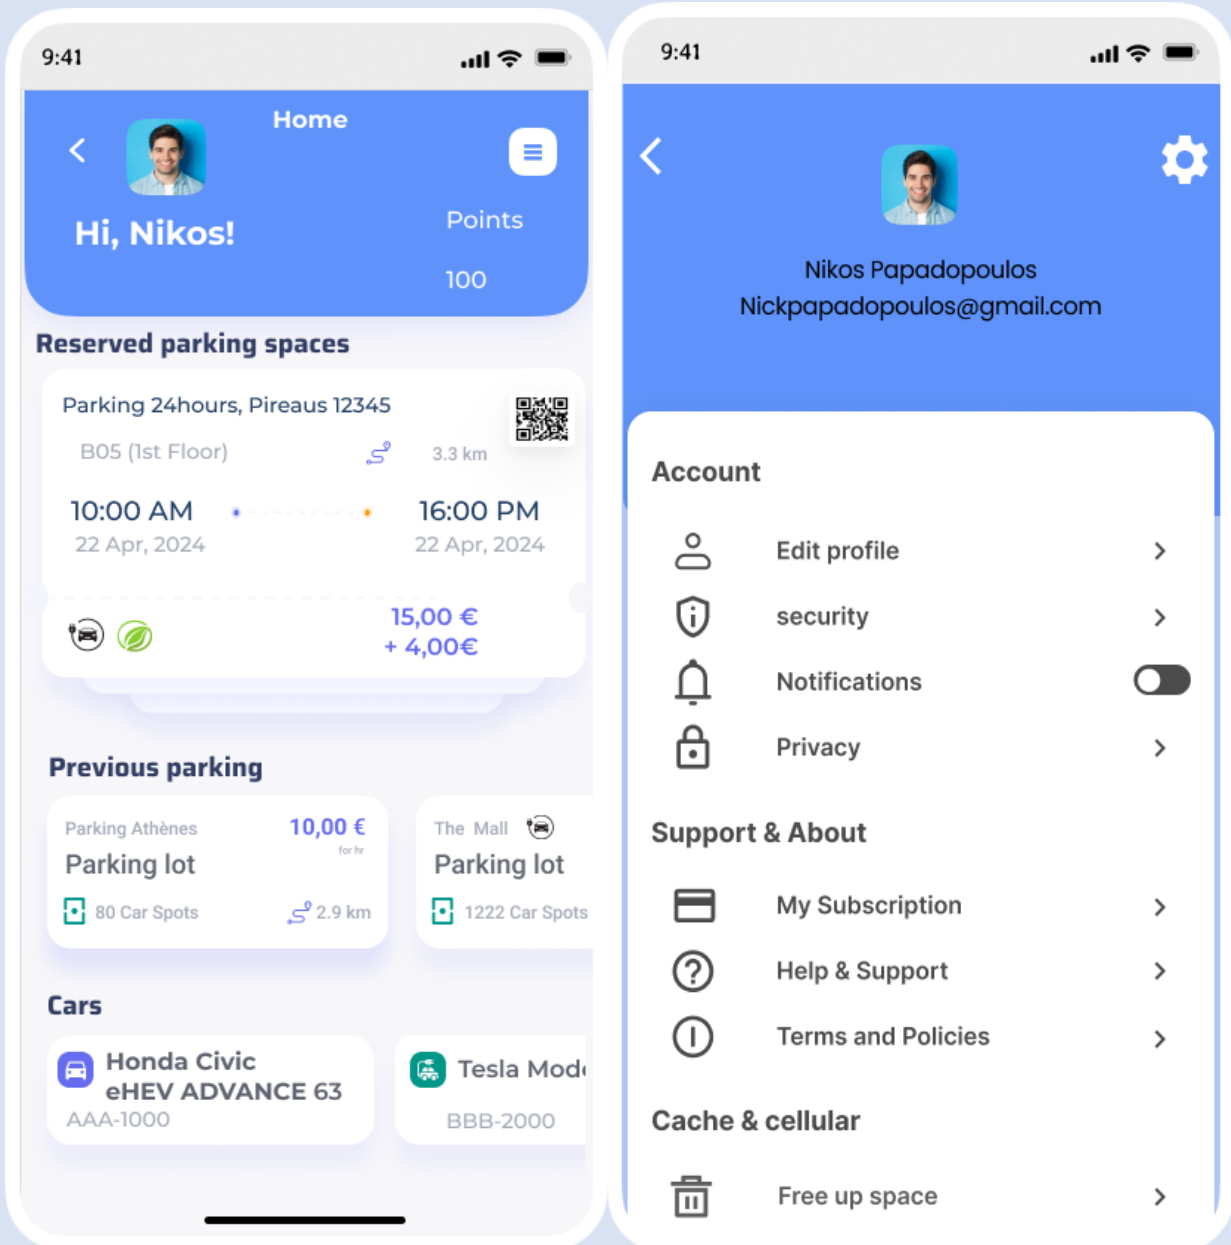 9:41
Home
Hi, Nikos!
Points
100
Reserved parking spaces
Parking 24hours, Pireaus 12345
B05 (1st Floor)
3.3 km
10:00 AM
16:00 PM
22 Apr, 2024
22 Apr, 2024
15,00 €
+ 4,00€
Previous parking
Parking Athènes
10,00 €
for hr
Parking lot
80 Car Spots
2.9 km
The Mall
Parking lot
1222 Car Spots
Cars
Honda Civic
eHEV ADVANCE 63
AAA-1000
Tesla Mod
BBB-2000
9:41
Nikos Papadopoulos
Nickpapadopoulos@gmail.com
Account
Edit profile
security
Notifications
Privacy
Support & About
My Subscription
Help & Support
Terms and Policies
Cache & cellular
Free up space